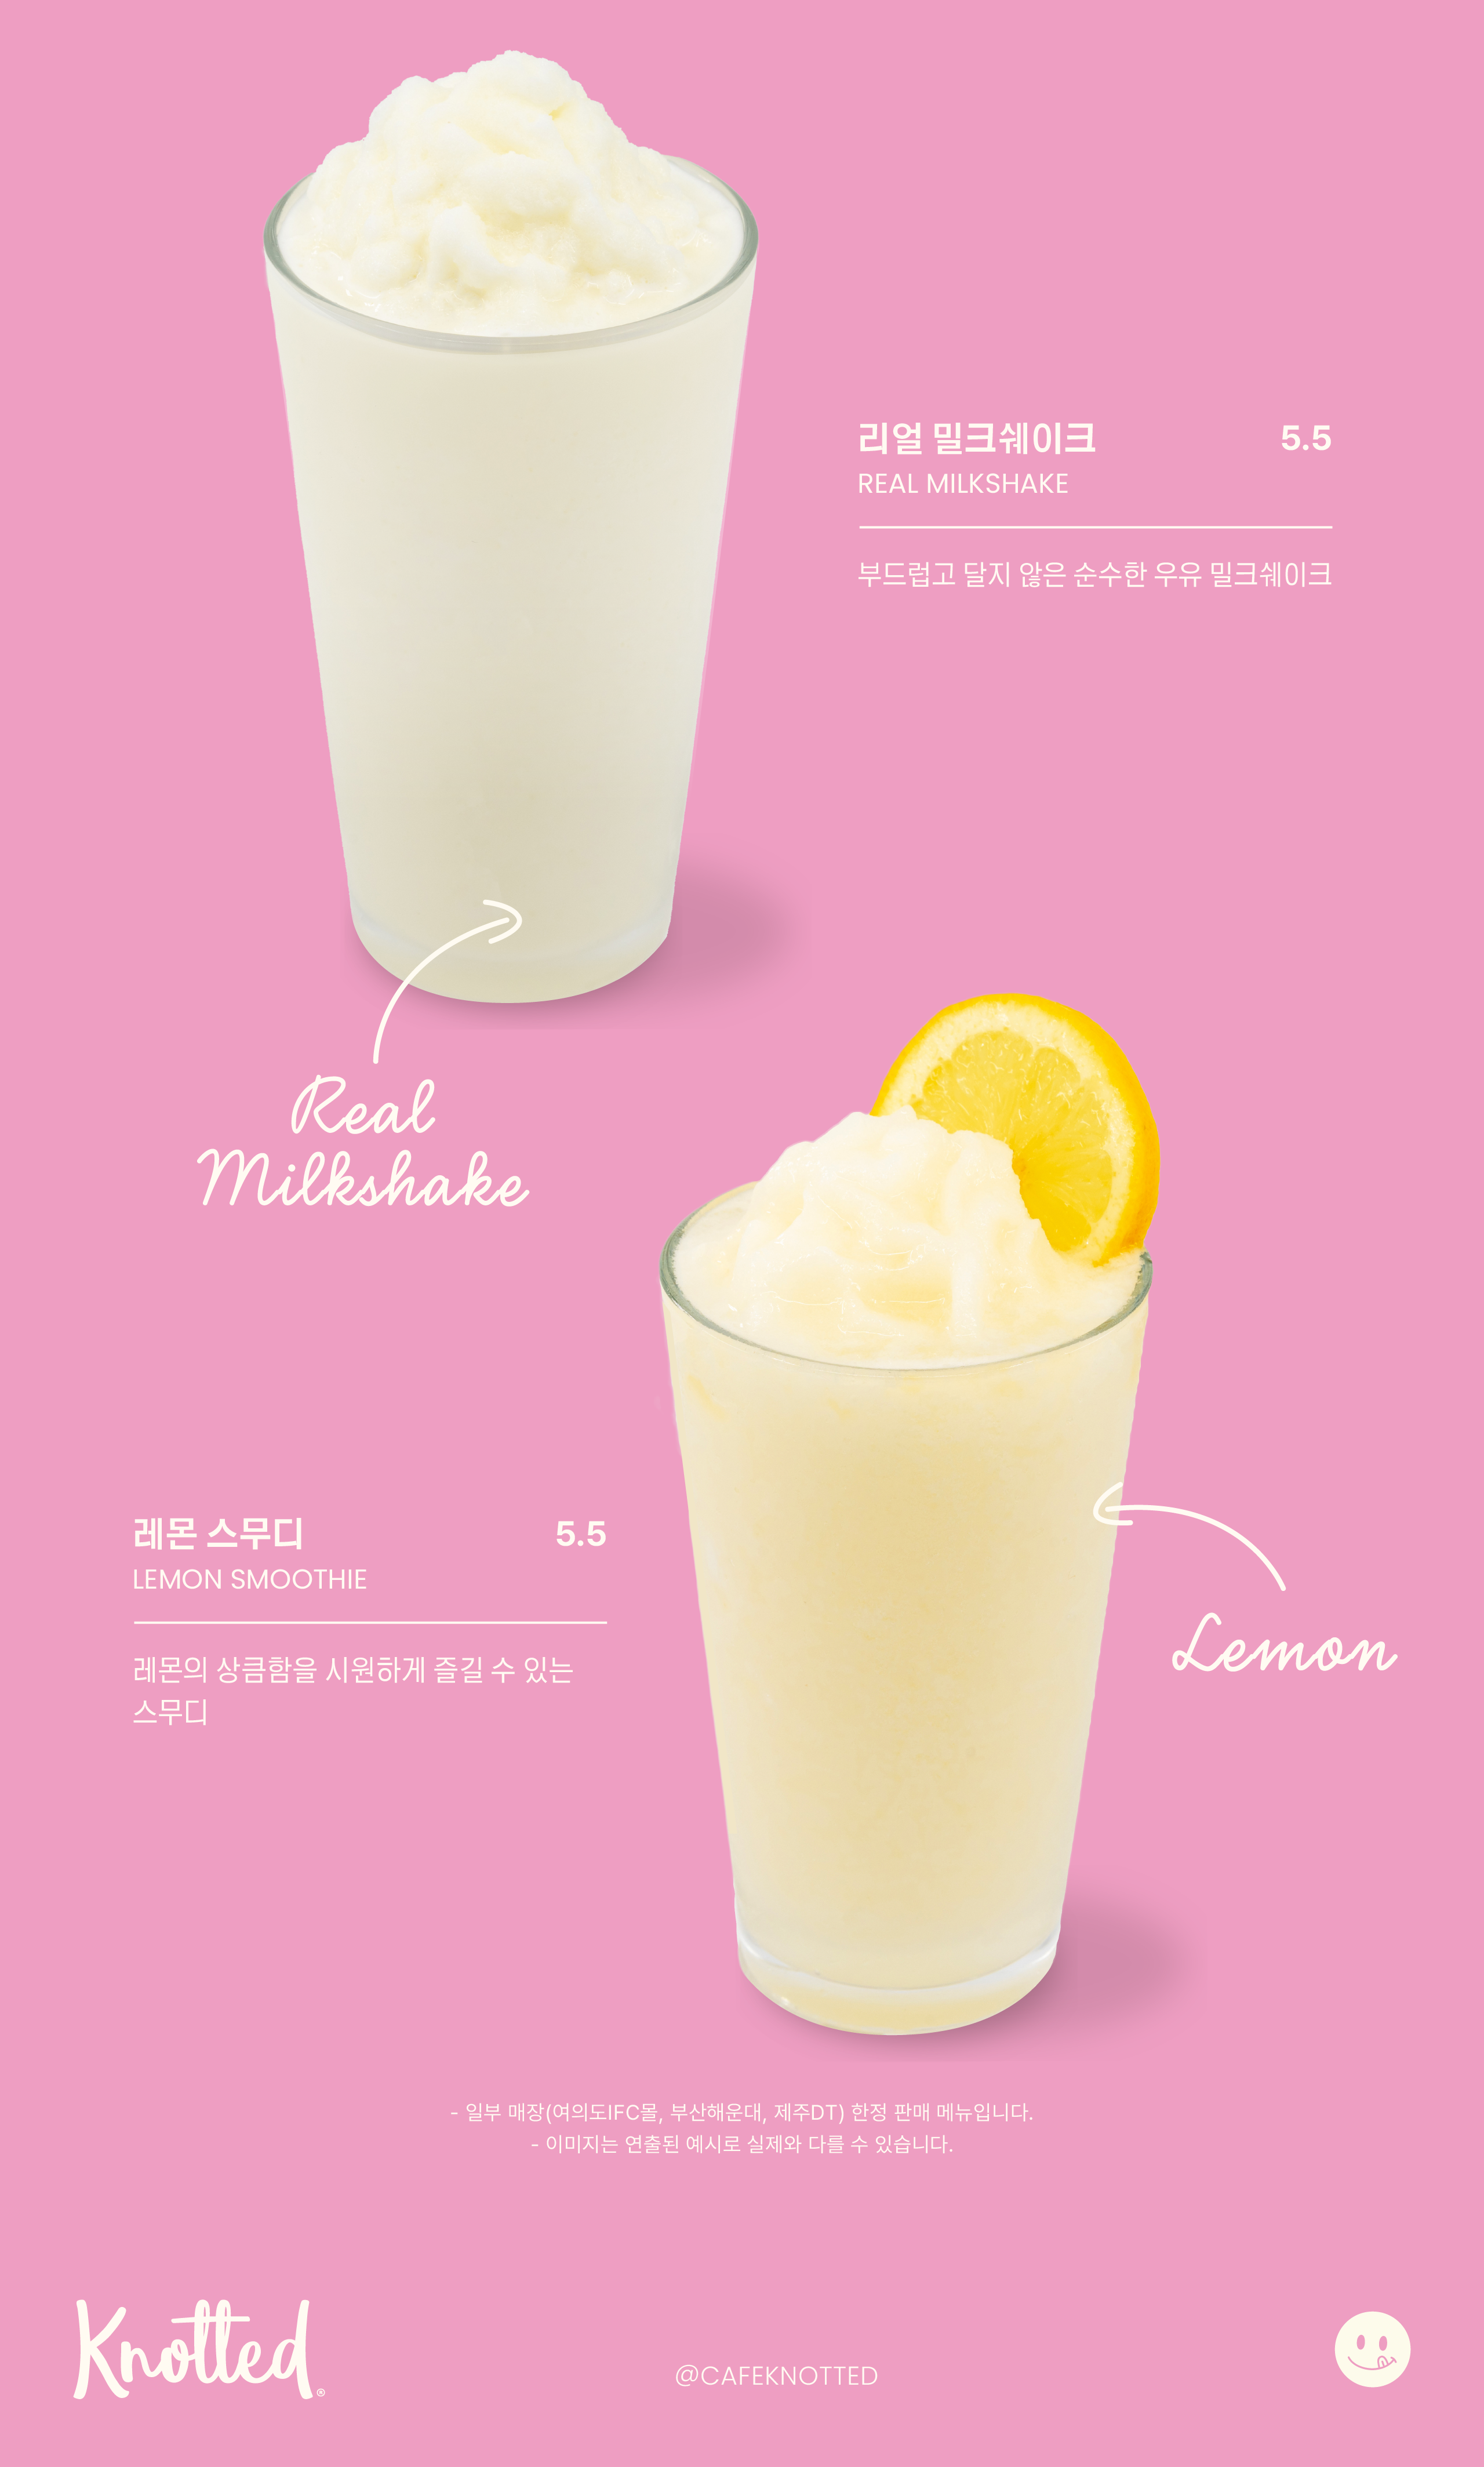 리얼 밀크쉐이크 5.5
REAL MILKSHAKE
부드럽고 달지 않은 순수한 우유 밀크쉐이크
Real
Milkshake
레몬 스무디 5.5
LEMON SMOOTHIE
레몬의 상큼함을 시원하게 즐길 수 있는
스무디
Lemon
- 일부 매장(여의도IFC몰, 부산해운대, 제주DT) 한정 판매 메뉴입니다.
- 이미지는 연출된 예시로 실제와 다를 수 있습니다.
Knotted®
@CAFEKNOTTED